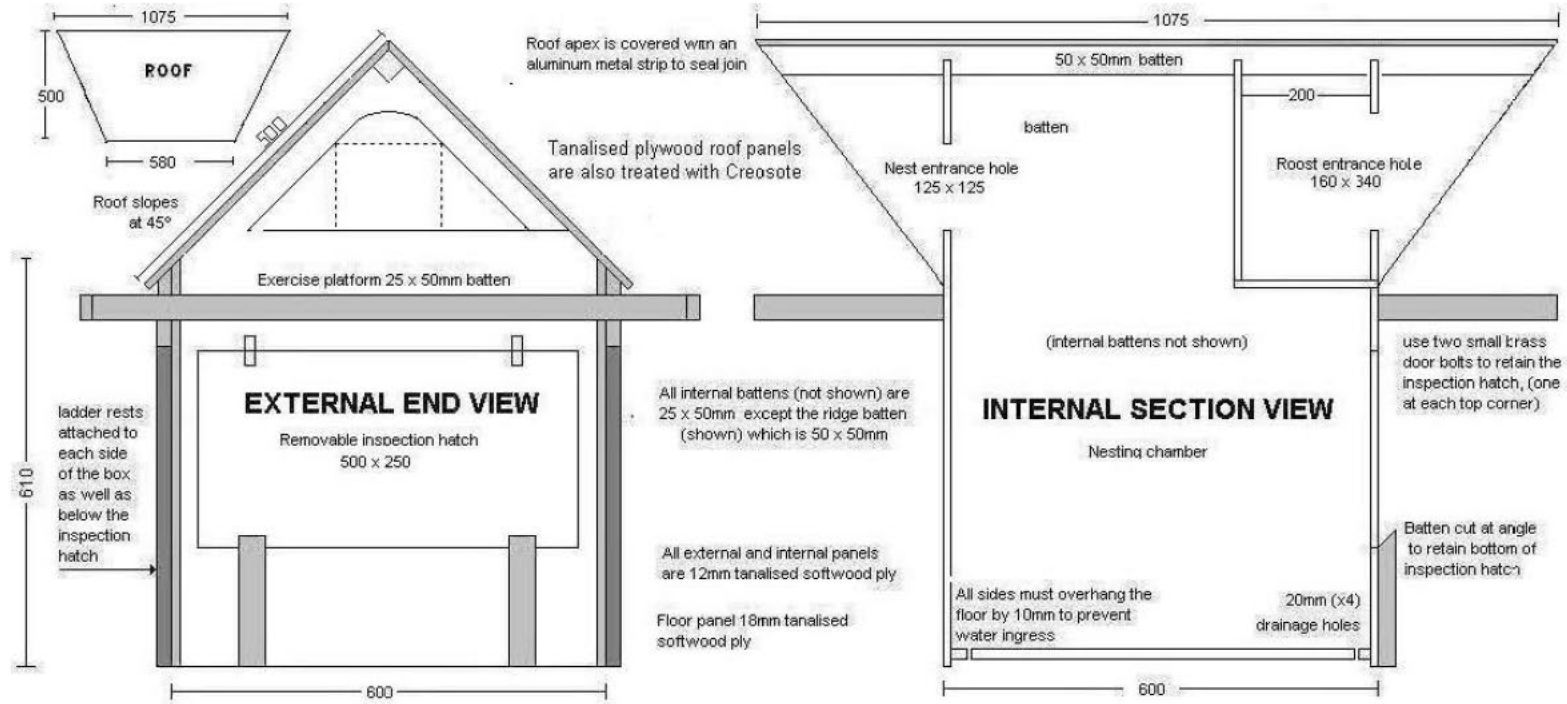 1075
ROOF
500
580
Roof slopes
at 45°
500
Roof apex is covered with an
aluminum metal strip to seal join
Tanalised plywood roof panels
are also treated with Creosote
Exercise platform 25 x 50mm batten
EXTERNAL END VIEW
Removable inspection hatch
500 x 250
ladder rests
attached to
each side
of the box
as well as
below the
inspection
hatch
610
600
All internal battens (not shown) are
25 x 50mm except the ridge batten
(shown) which is 50 x 50mm
All external and internal panels
are 12mm tanalised softwood ply
Floor panel 18mm tanalised
softwood ply
1075
50 x 50mm batten
200
batten
Nest entrance hole
125 x 125
Roost entrance hole
160 x 340
(internal battens not shown)
INTERNAL SECTION VIEW
Nesting chamber
use two small brass
door bolts to retain the
inspection hatch, (one
at each top corner)
Batten cut at angle
to retain bottom of
inspection hatch
All sides must overhang the
floor by 10mm to prevent
water ingress
20mm (x4)
drainage holes
600